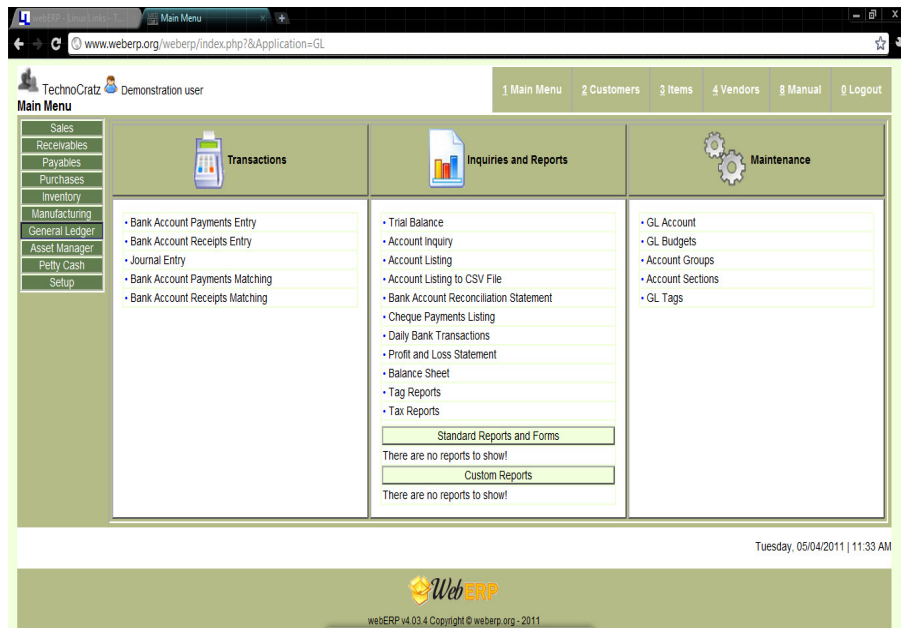 webERP - Linux Links - T...
Main Menu
www.weberp.org/weberp/index.php?&Application=GL
TechnoCratz Demonstration user
Main Menu
1 Main Menu
2 Customers
3 Items
4 Vendors
8 Manual
0 Logout
Sales
Receivables
Payables
Purchases
Inventory
Manufacturing
General Ledger
Asset Manager
Petty Cash
Setup
Transactions
• Bank Account Payments Entry
• Bank Account Receipts Entry
• Journal Entry
• Bank Account Payments Matching
• Bank Account Receipts Matching
Inquiries and Reports
• Trial Balance
• Account Inquiry
• Account Listing
• Account Listing to CSV File
• Bank Account Reconciliation Statement
• Cheque Payments Listing
• Daily Bank Transactions
• Profit and Loss Statement
• Balance Sheet
• Tag Reports
• Tax Reports
Standard Reports and Forms
There are no reports to show!
Custom Reports
There are no reports to show!
Maintenance
• GL Account
• GL Budgets
• Account Groups
• Account Sections
• GL Tags
Tuesday, 05/04/2011 | 11:33 AM
WebERP
webERP v4.03.4 Copyright © weberp.org - 2011